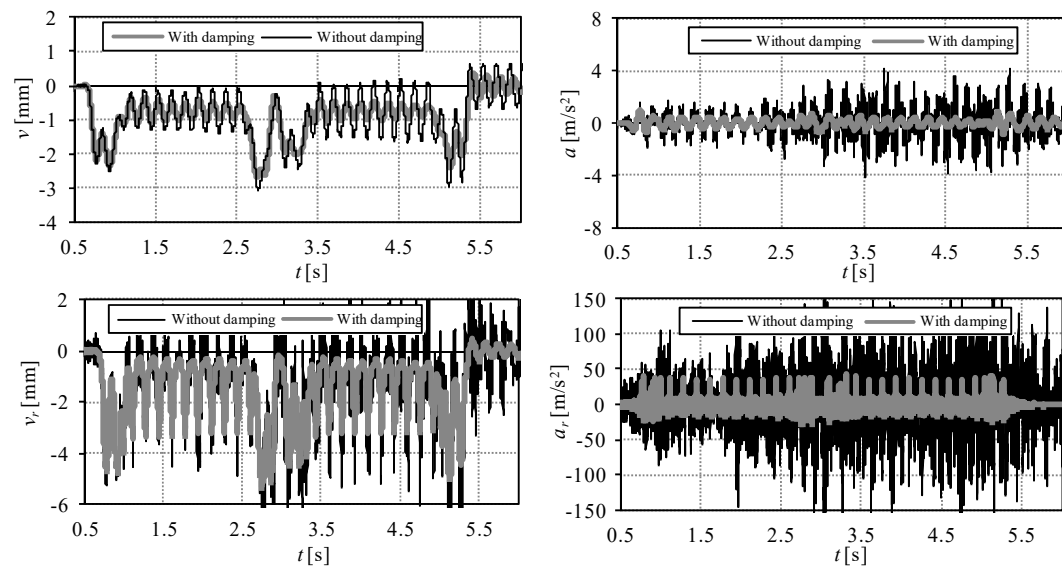 With damping Without damping
v [mm]
2
1
0
-1
-2
-3
-4
0.5 1.5 2.5 3.5 4.5 5.5
t [s]
Without damping With damping
a [m/s²]
8
4
0
-4
-8
0.5 1.5 2.5 3.5 4.5 5.5
t [s]
Without damping With damping
vᵣ [mm]
2
0
-2
-4
-6
0.5 1.5 2.5 3.5 4.5 5.5
t [s]
Without damping With damping
aᵣ [m/s²]
150
100
50
0
-50
-100
-150
0.5 1.5 2.5 3.5 4.5 5.5
t [s]